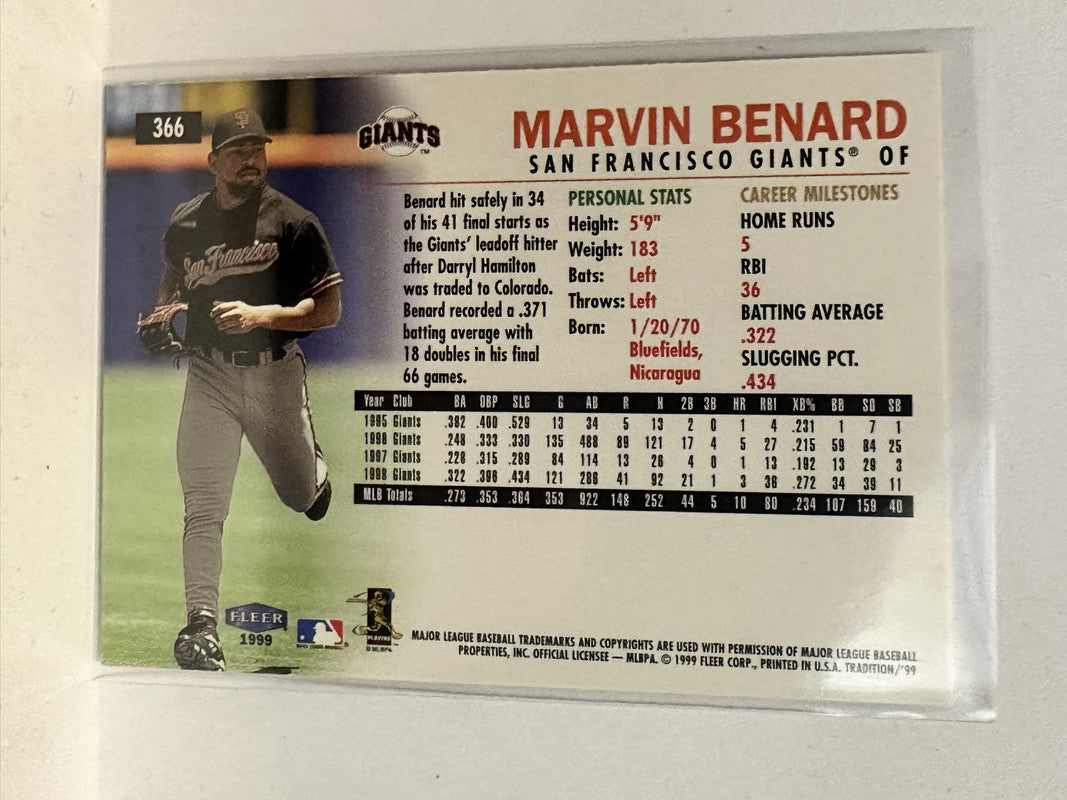 366
GIANTS
TM
MARVIN BENARD
SAN FRANCISCO GIANTS® OF
San Francisco
Benard hit safely in 34
of his 41 final starts as
the Giants' leadoff hitter
after Darryl Hamilton
was traded to Colorado.
Benard recorded a .371
batting average with
18 doubles in his final
66 games.
PERSONAL STATS
Height: 5'9"
Weight: 183
Bats: Left
Throws: Left
Born: 1/20/70
Bluefields,
Nicaragua
CAREER MILESTONES
HOME RUNS
5
RBI
36
BATTING AVERAGE
.322
SLUGGING PCT.
.434
Year Club BA OBP SLG G AB R H 2B 3B HR RBI XB% BB SO SB
1995 Giants .382 .400 .529 13 34 5 13 2 0 1 4 .231 1 7 1
1996 Giants .248 .333 .330 135 488 89 121 17 4 5 27 .215 59 84 25
1997 Giants .228 .315 .289 84 114 13 26 4 0 1 13 .192 13 29 3
1998 Giants .322 .396 .434 121 286 41 92 21 1 3 36 .272 34 39 11
MLB Totals .273 .353 .364 353 922 148 252 44 5 10 80 .234 107 159 40
FLEER
1999
MAJOR LEAGUE BASEBALL TRADEMARKS AND COPYRIGHTS ARE USED WITH PERMISSION OF MAJOR LEAGUE BASEBALL
PROPERTIES, INC. OFFICIAL LICENSEE — MLBPA. © 1999 FLEER CORP., PRINTED IN U.S.A. TRADITION/'99